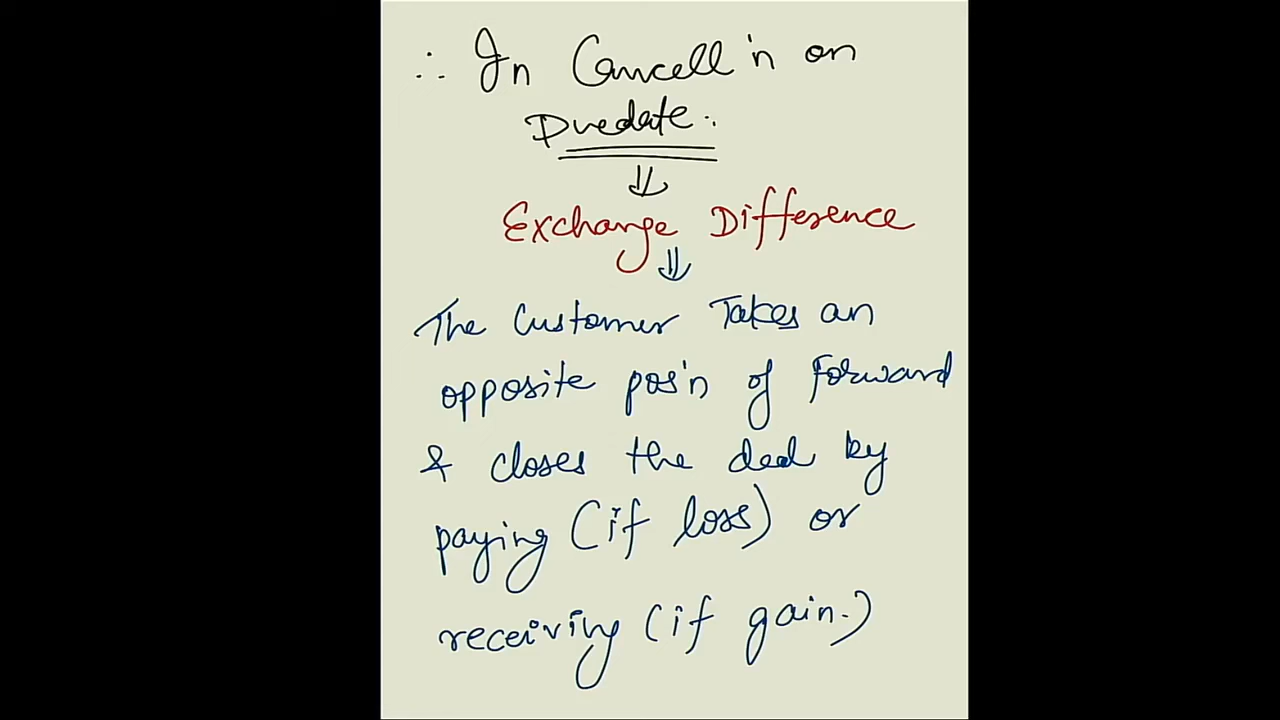 ∴ In Cancell'n on
Duedate.
⇓
Exchange Difference
⇓
The Customer Takes an
opposite pos'n of Forward
& closes the deal by
paying (if loss) or
receiving (if gain.)